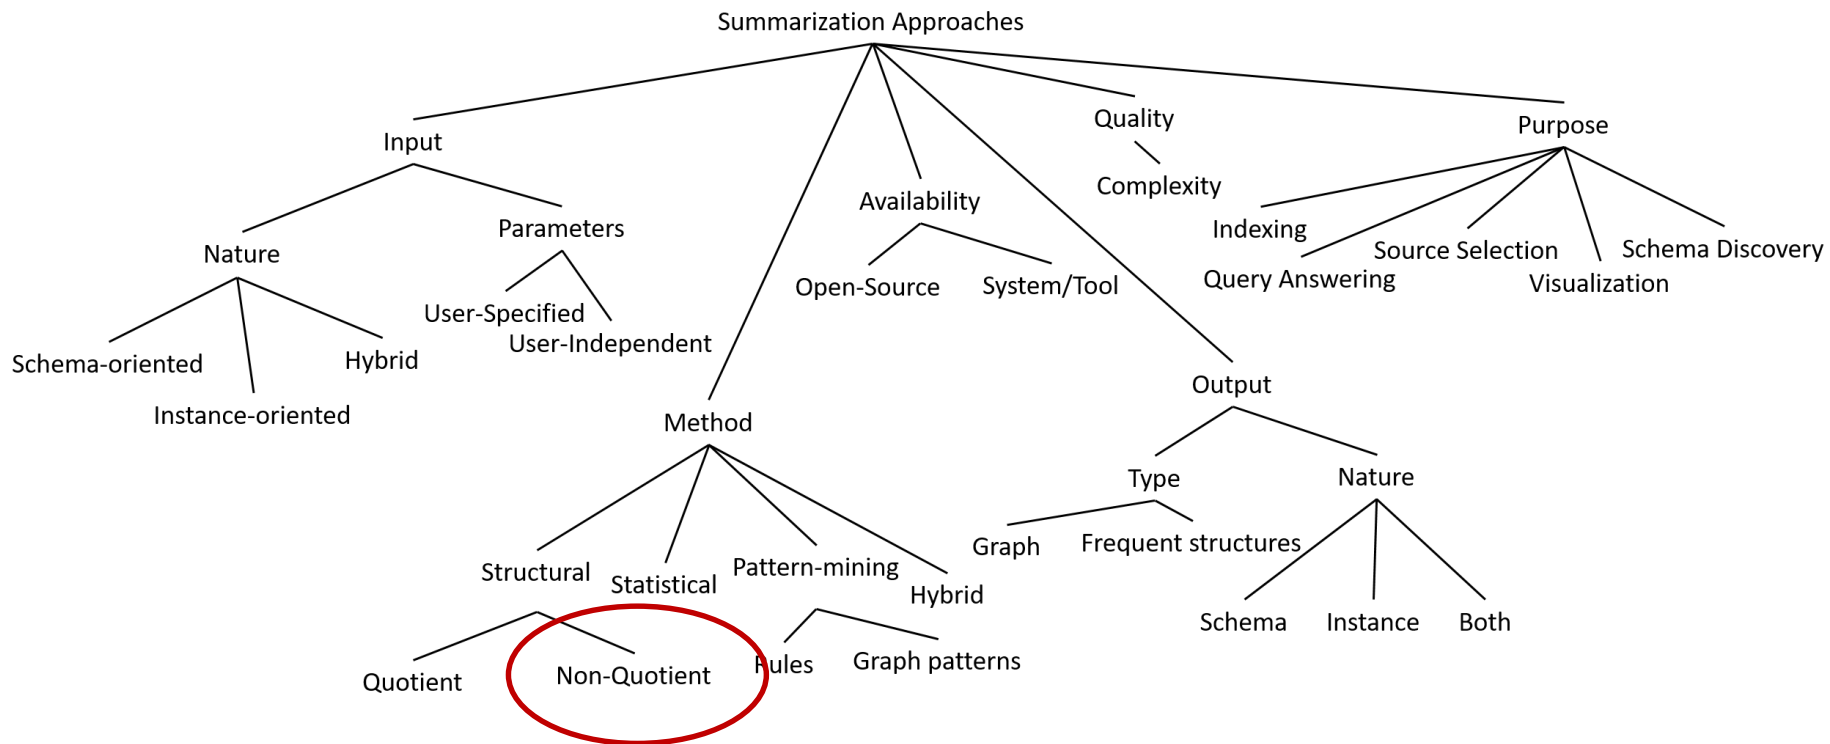 Summarization Approaches
Input
Quality
Purpose
Nature
Parameters
Availability
Complexity
Indexing
Query Answering
Source Selection
Visualization
Schema Discovery
Schema-oriented
Instance-oriented
Hybrid
User-Specified
User-Independent
Open-Source
System/Tool
Method
Output
Structural
Statistical
Pattern-mining
Hybrid
Type
Nature
Graph
Frequent structures
Schema
Instance
Both
Quotient
Non-Quotient
Rules
Graph patterns